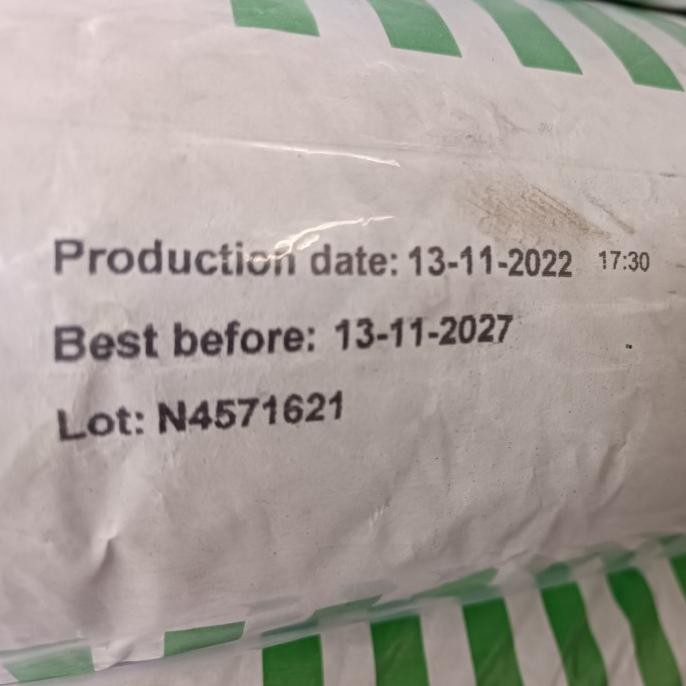 Production date: 13-11-2022 17:30
Best before: 13-11-2027
Lot: N4571621